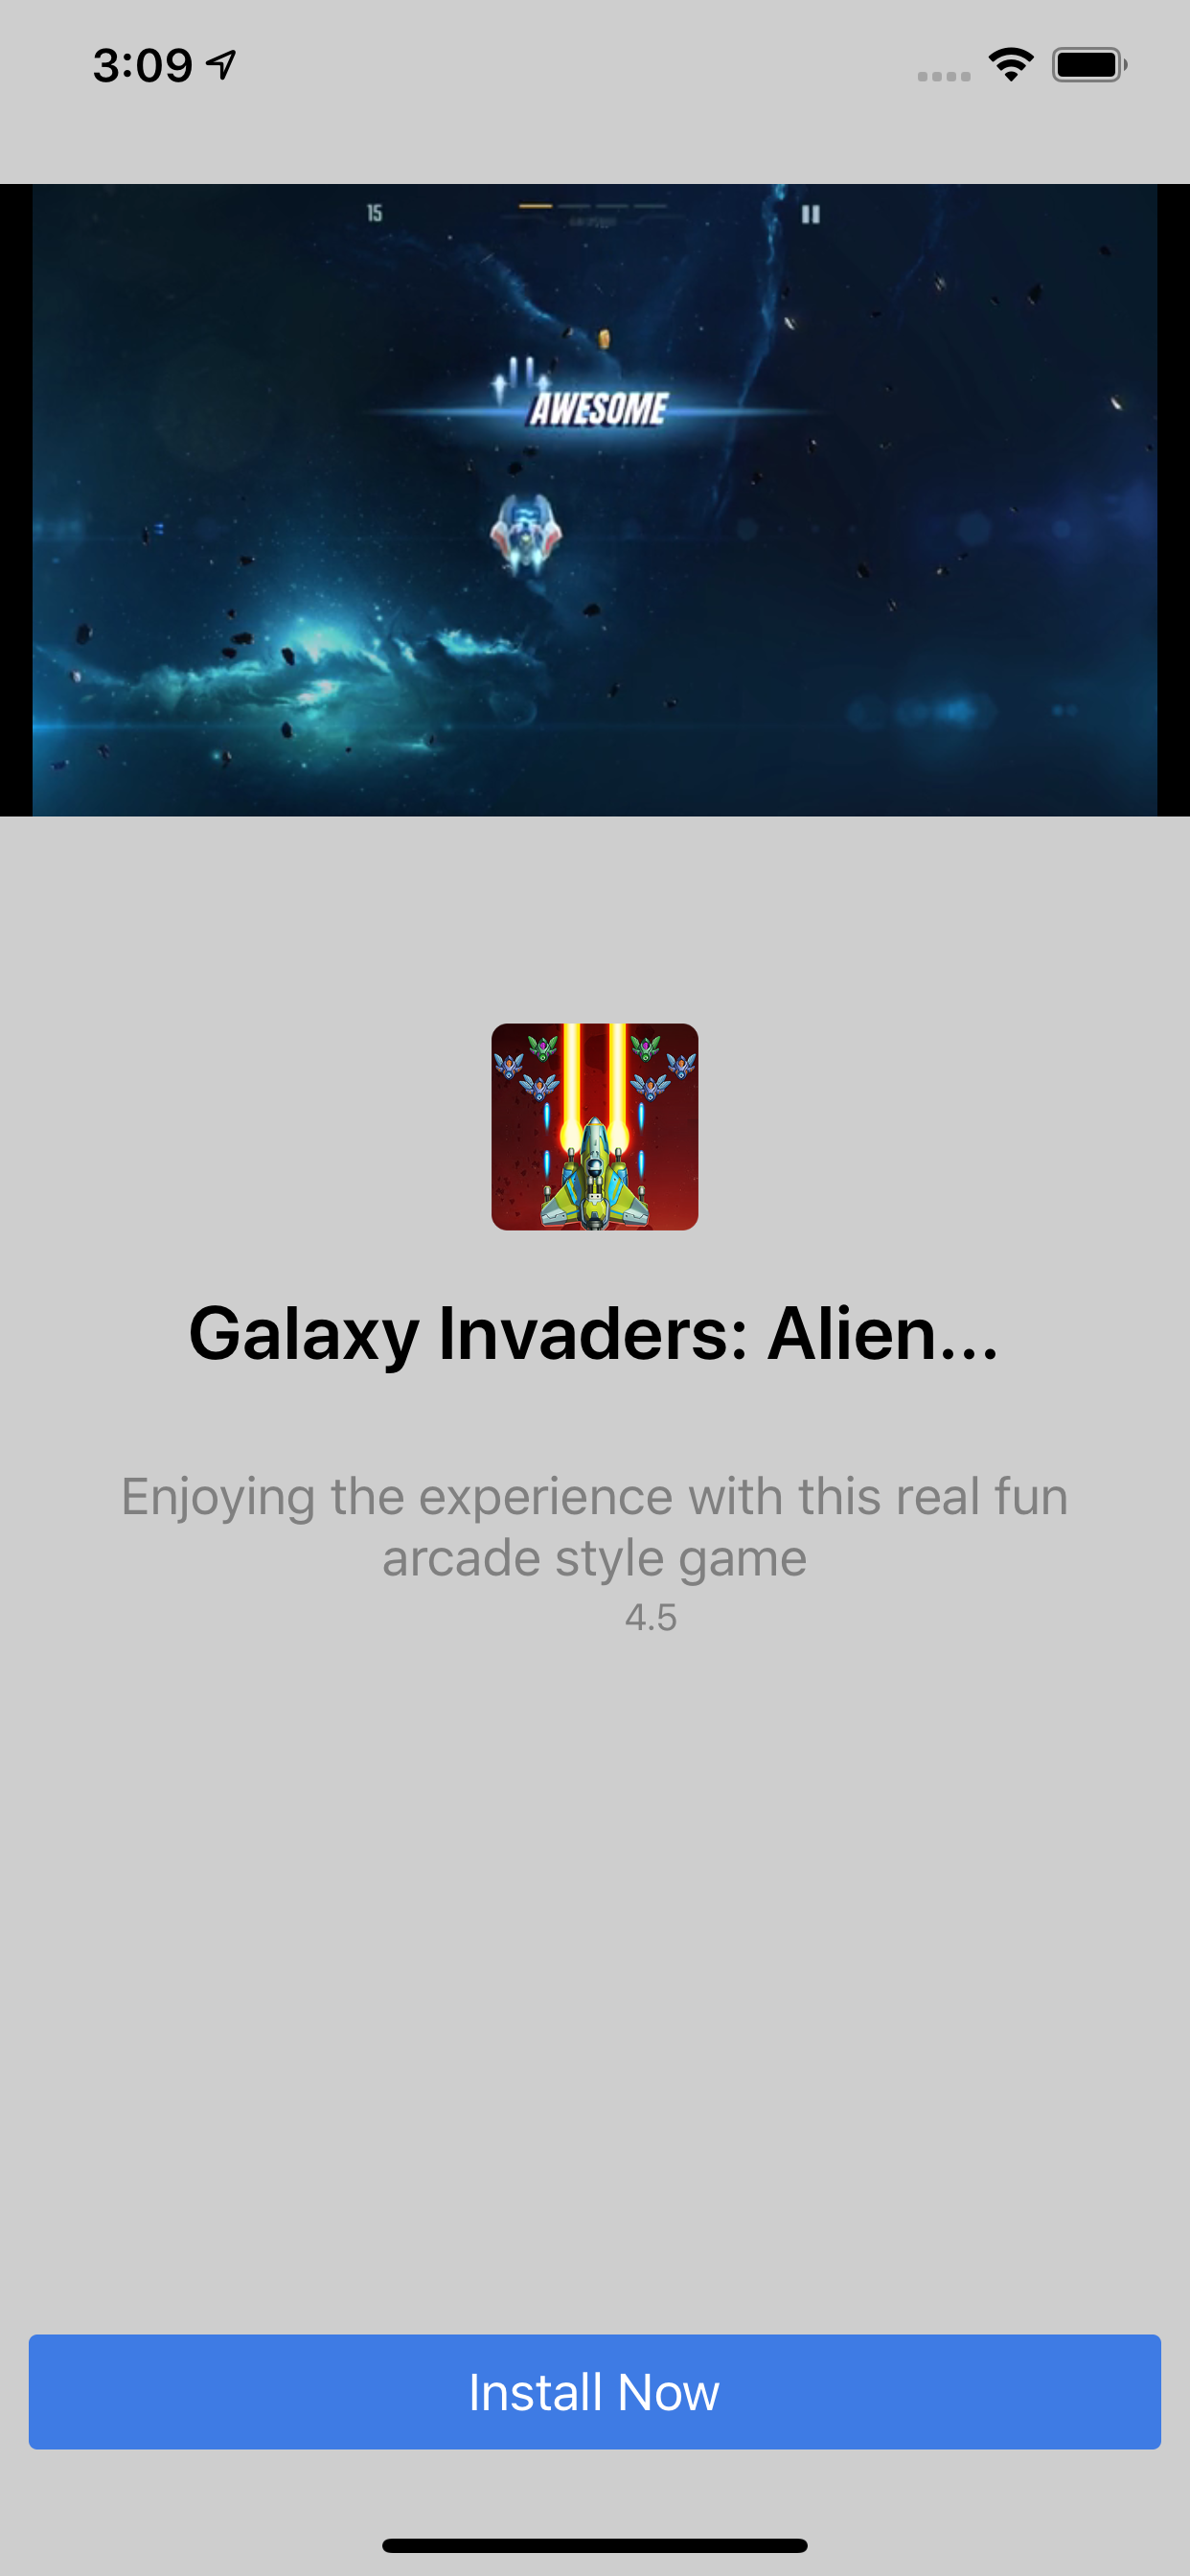 3:09
15
AWESOME
Galaxy Invaders: Alien...
Enjoying the experience with this real fun
arcade style game
4.5
Install Now